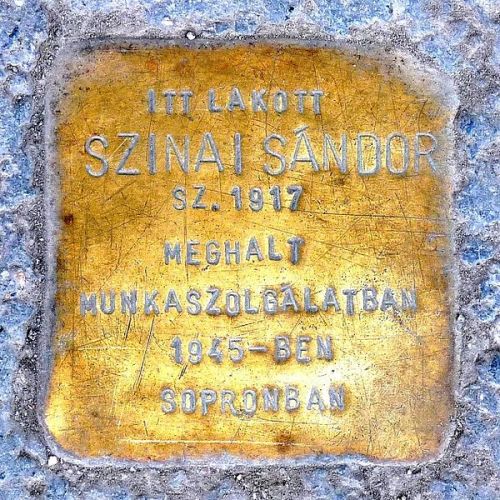 ITT LAKOTT
SZINAI SÁNDOR
SZ. 1917
MEGHALT
MUNKASZOLGÁLATBAN
1945-BEN
SOPRONBAN